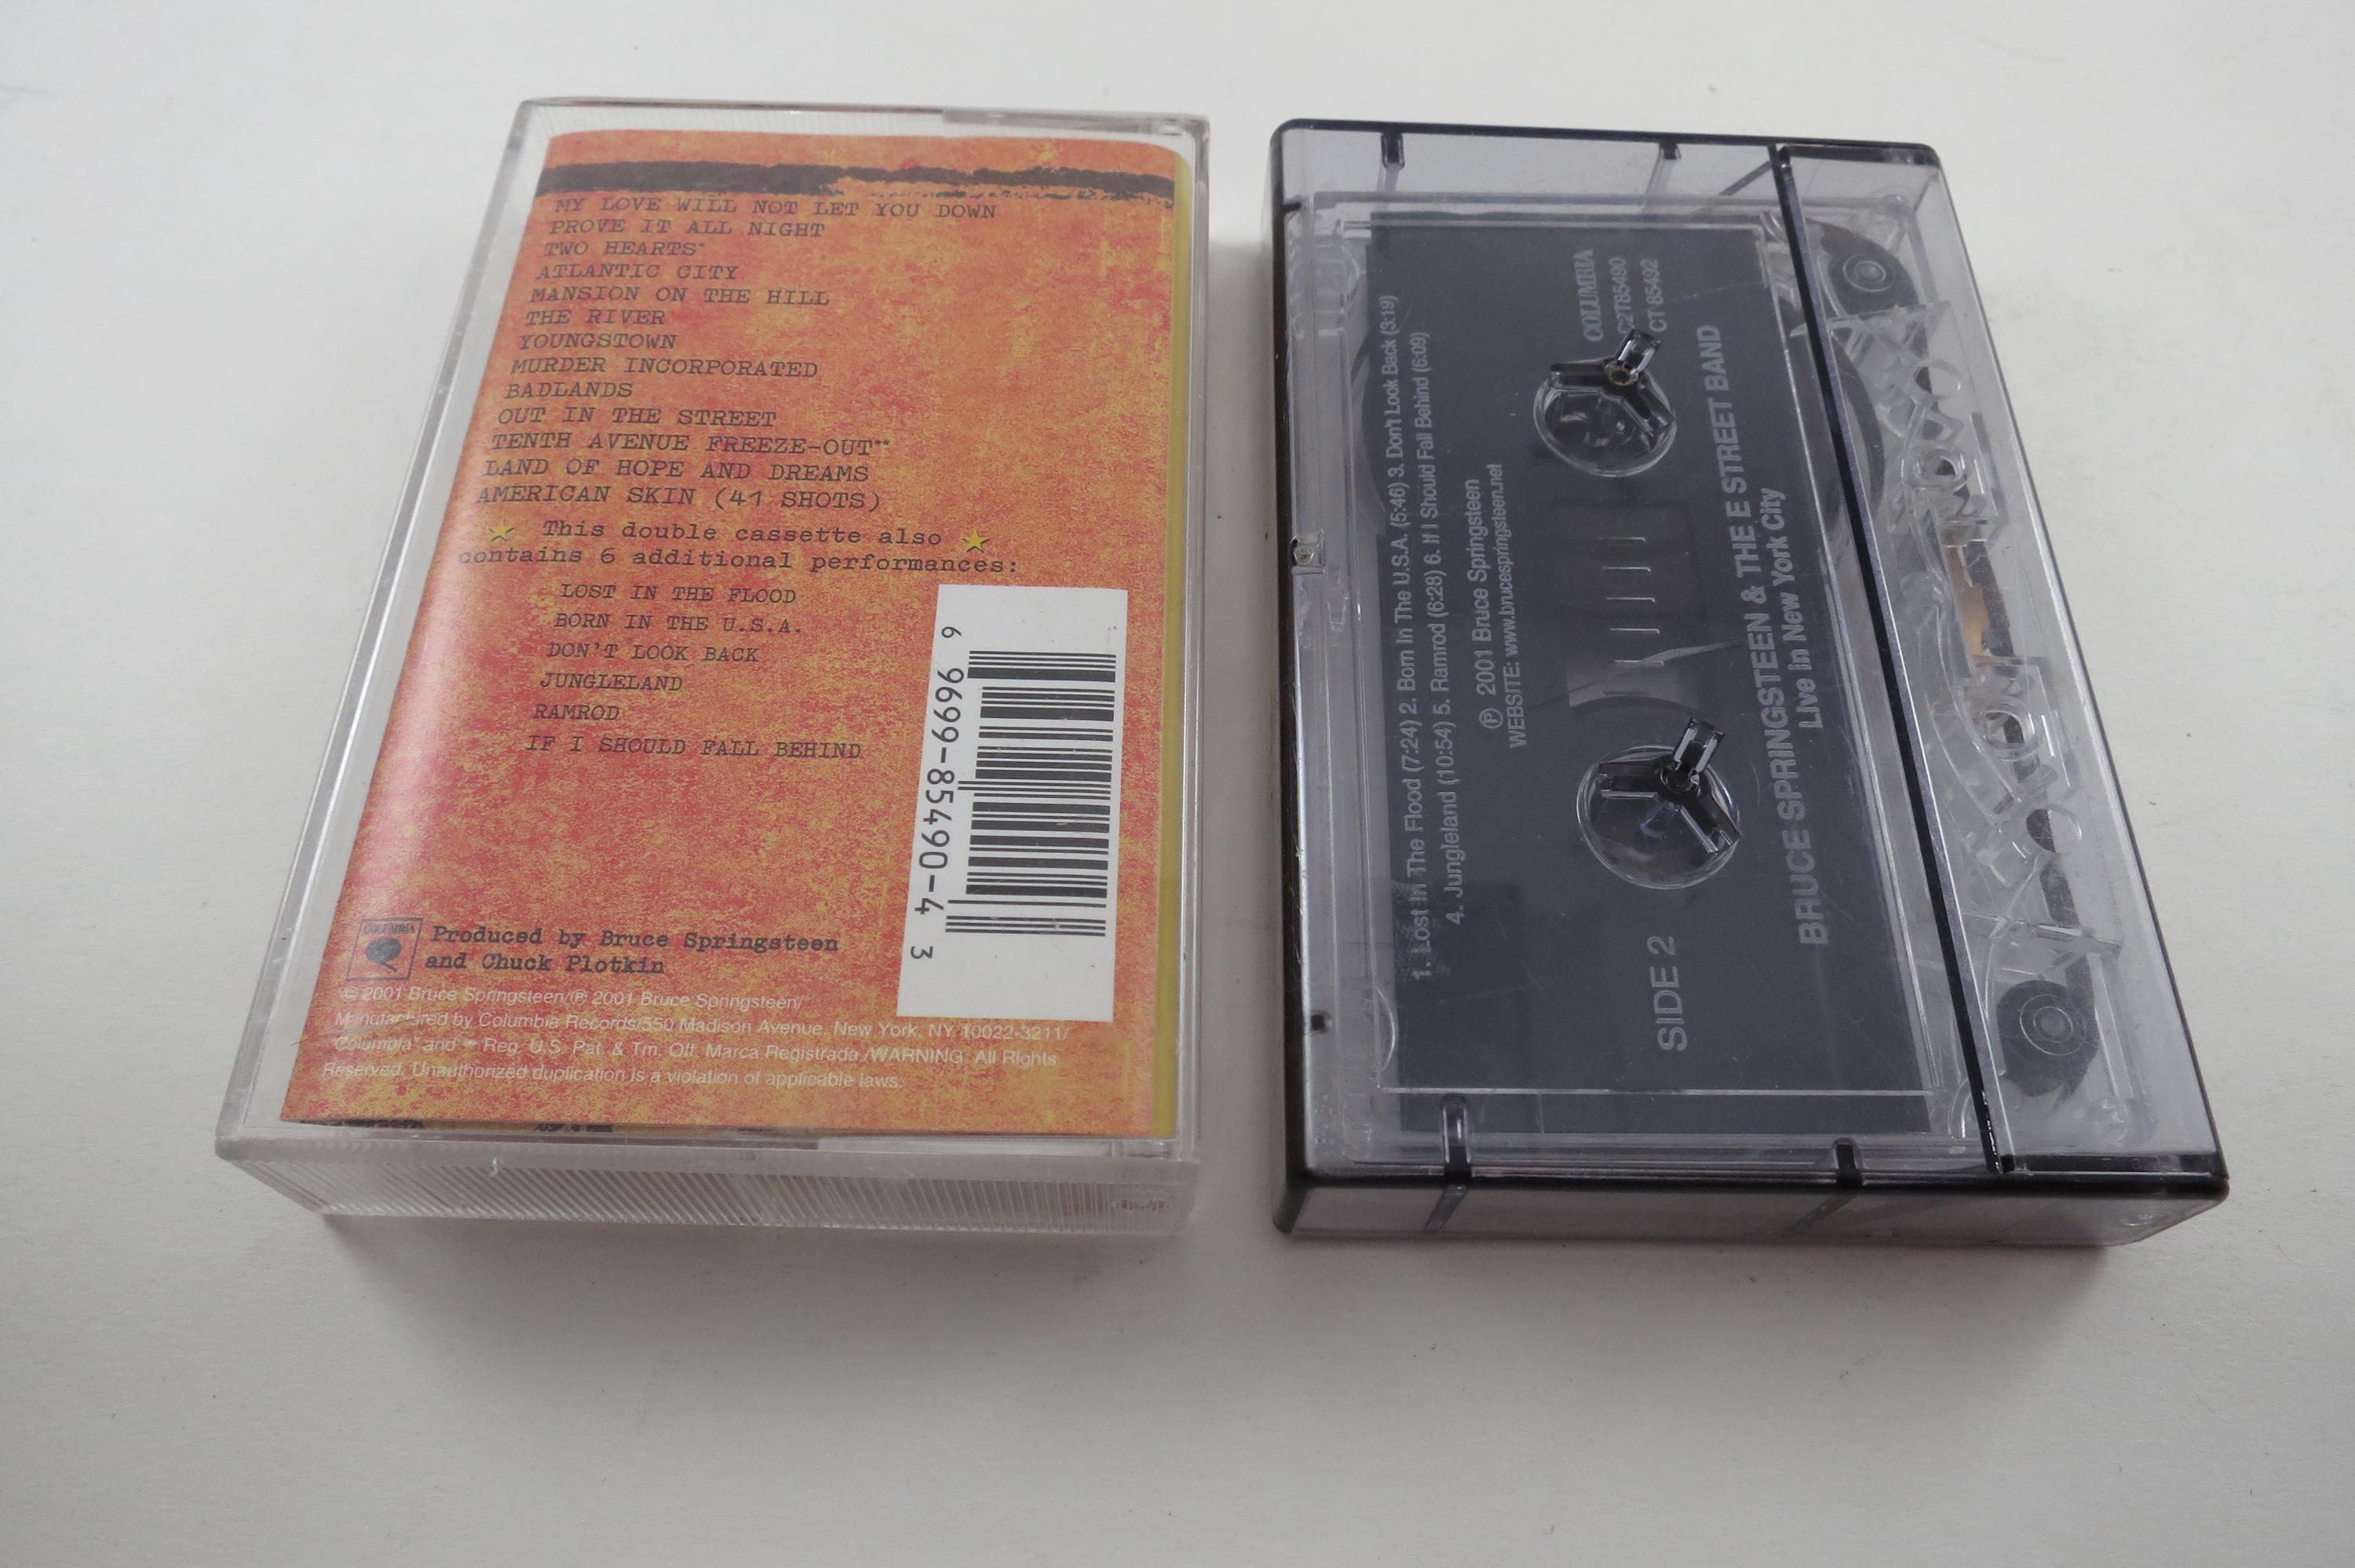 MY LOVE WILL NOT LET YOU DOWN
PROVE IT ALL NIGHT
TWO HEARTS*
ATLANTIC CITY
MANSION ON THE HILL
THE RIVER
YOUNGSTOWN
MURDER INCORPORATED
BADLANDS
OUT IN THE STREET
TENTH AVENUE FREEZE-OUT**
LAND OF HOPE AND DREAMS
AMERICAN SKIN (41 SHOTS)
This double cassette also
contains 6 additional performances:
LOST IN THE FLOOD
BORN IN THE U.S.A.
DON'T LOOK BACK
JUNGLELAND
RAMROD
IF I SHOULD FALL BEHIND
6 9699-85490-4 3
COLUMBIA
Produced by Bruce Springsteen
and Chuck Plotkin
© 2001 Bruce Springsteen/℗ 2001 Bruce Springsteen/
Manufactured by Columbia Records/550 Madison Avenue, New York, NY 10022-3211/
"Columbia" and Reg. U.S. Pat. & Tm. Off. Marca Registrada./WARNING: All Rights
Reserved. Unauthorized duplication is a violation of applicable laws.
1. Lost In The Flood (7:24) 2. Born In The U.S.A. (5:46) 3. Don't Look Back (3:19)
4. Jungleland (10:54) 5. Ramrod (6:28) 6. If I Should Fall Behind (6:09)
℗ 2001 Bruce Springsteen
WEBSITE: www.brucespringsteen.net
COLUMBIA
C2T85490
CT 85492
SIDE 2
BRUCE SPRINGSTEEN & THE E STREET BAND
Live in New York City